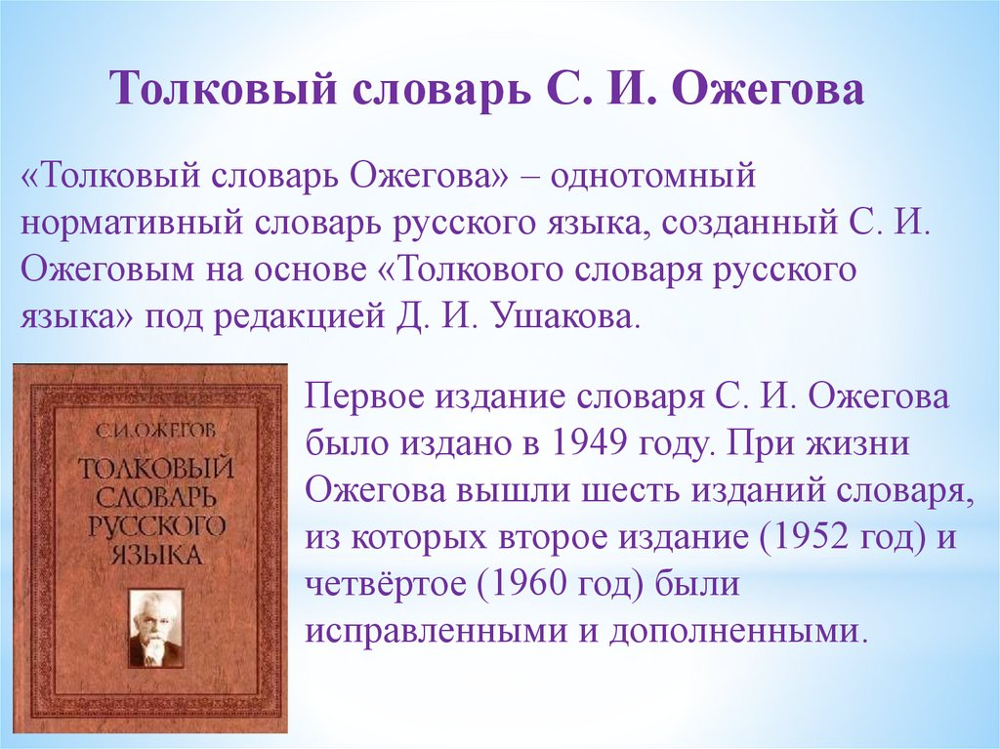 Толковый словарь С. И. Ожегова
«Толковый словарь Ожегова» – однотомный
нормативный словарь русского языка, созданный С. И.
Ожеговым на основе «Толкового словаря русского
языка» под редакцией Д. И. Ушакова.
Первое издание словаря С. И. Ожегова
было издано в 1949 году. При жизни
Ожегова вышли шесть изданий словаря,
из которых второе издание (1952 год) и
четвёртое (1960 год) были
исправленными и дополненными.
С.И.ОЖЕГОВ
ТОЛКОВЫЙ
СЛОВАРЬ
РУССКОГО
ЯЗЫКА